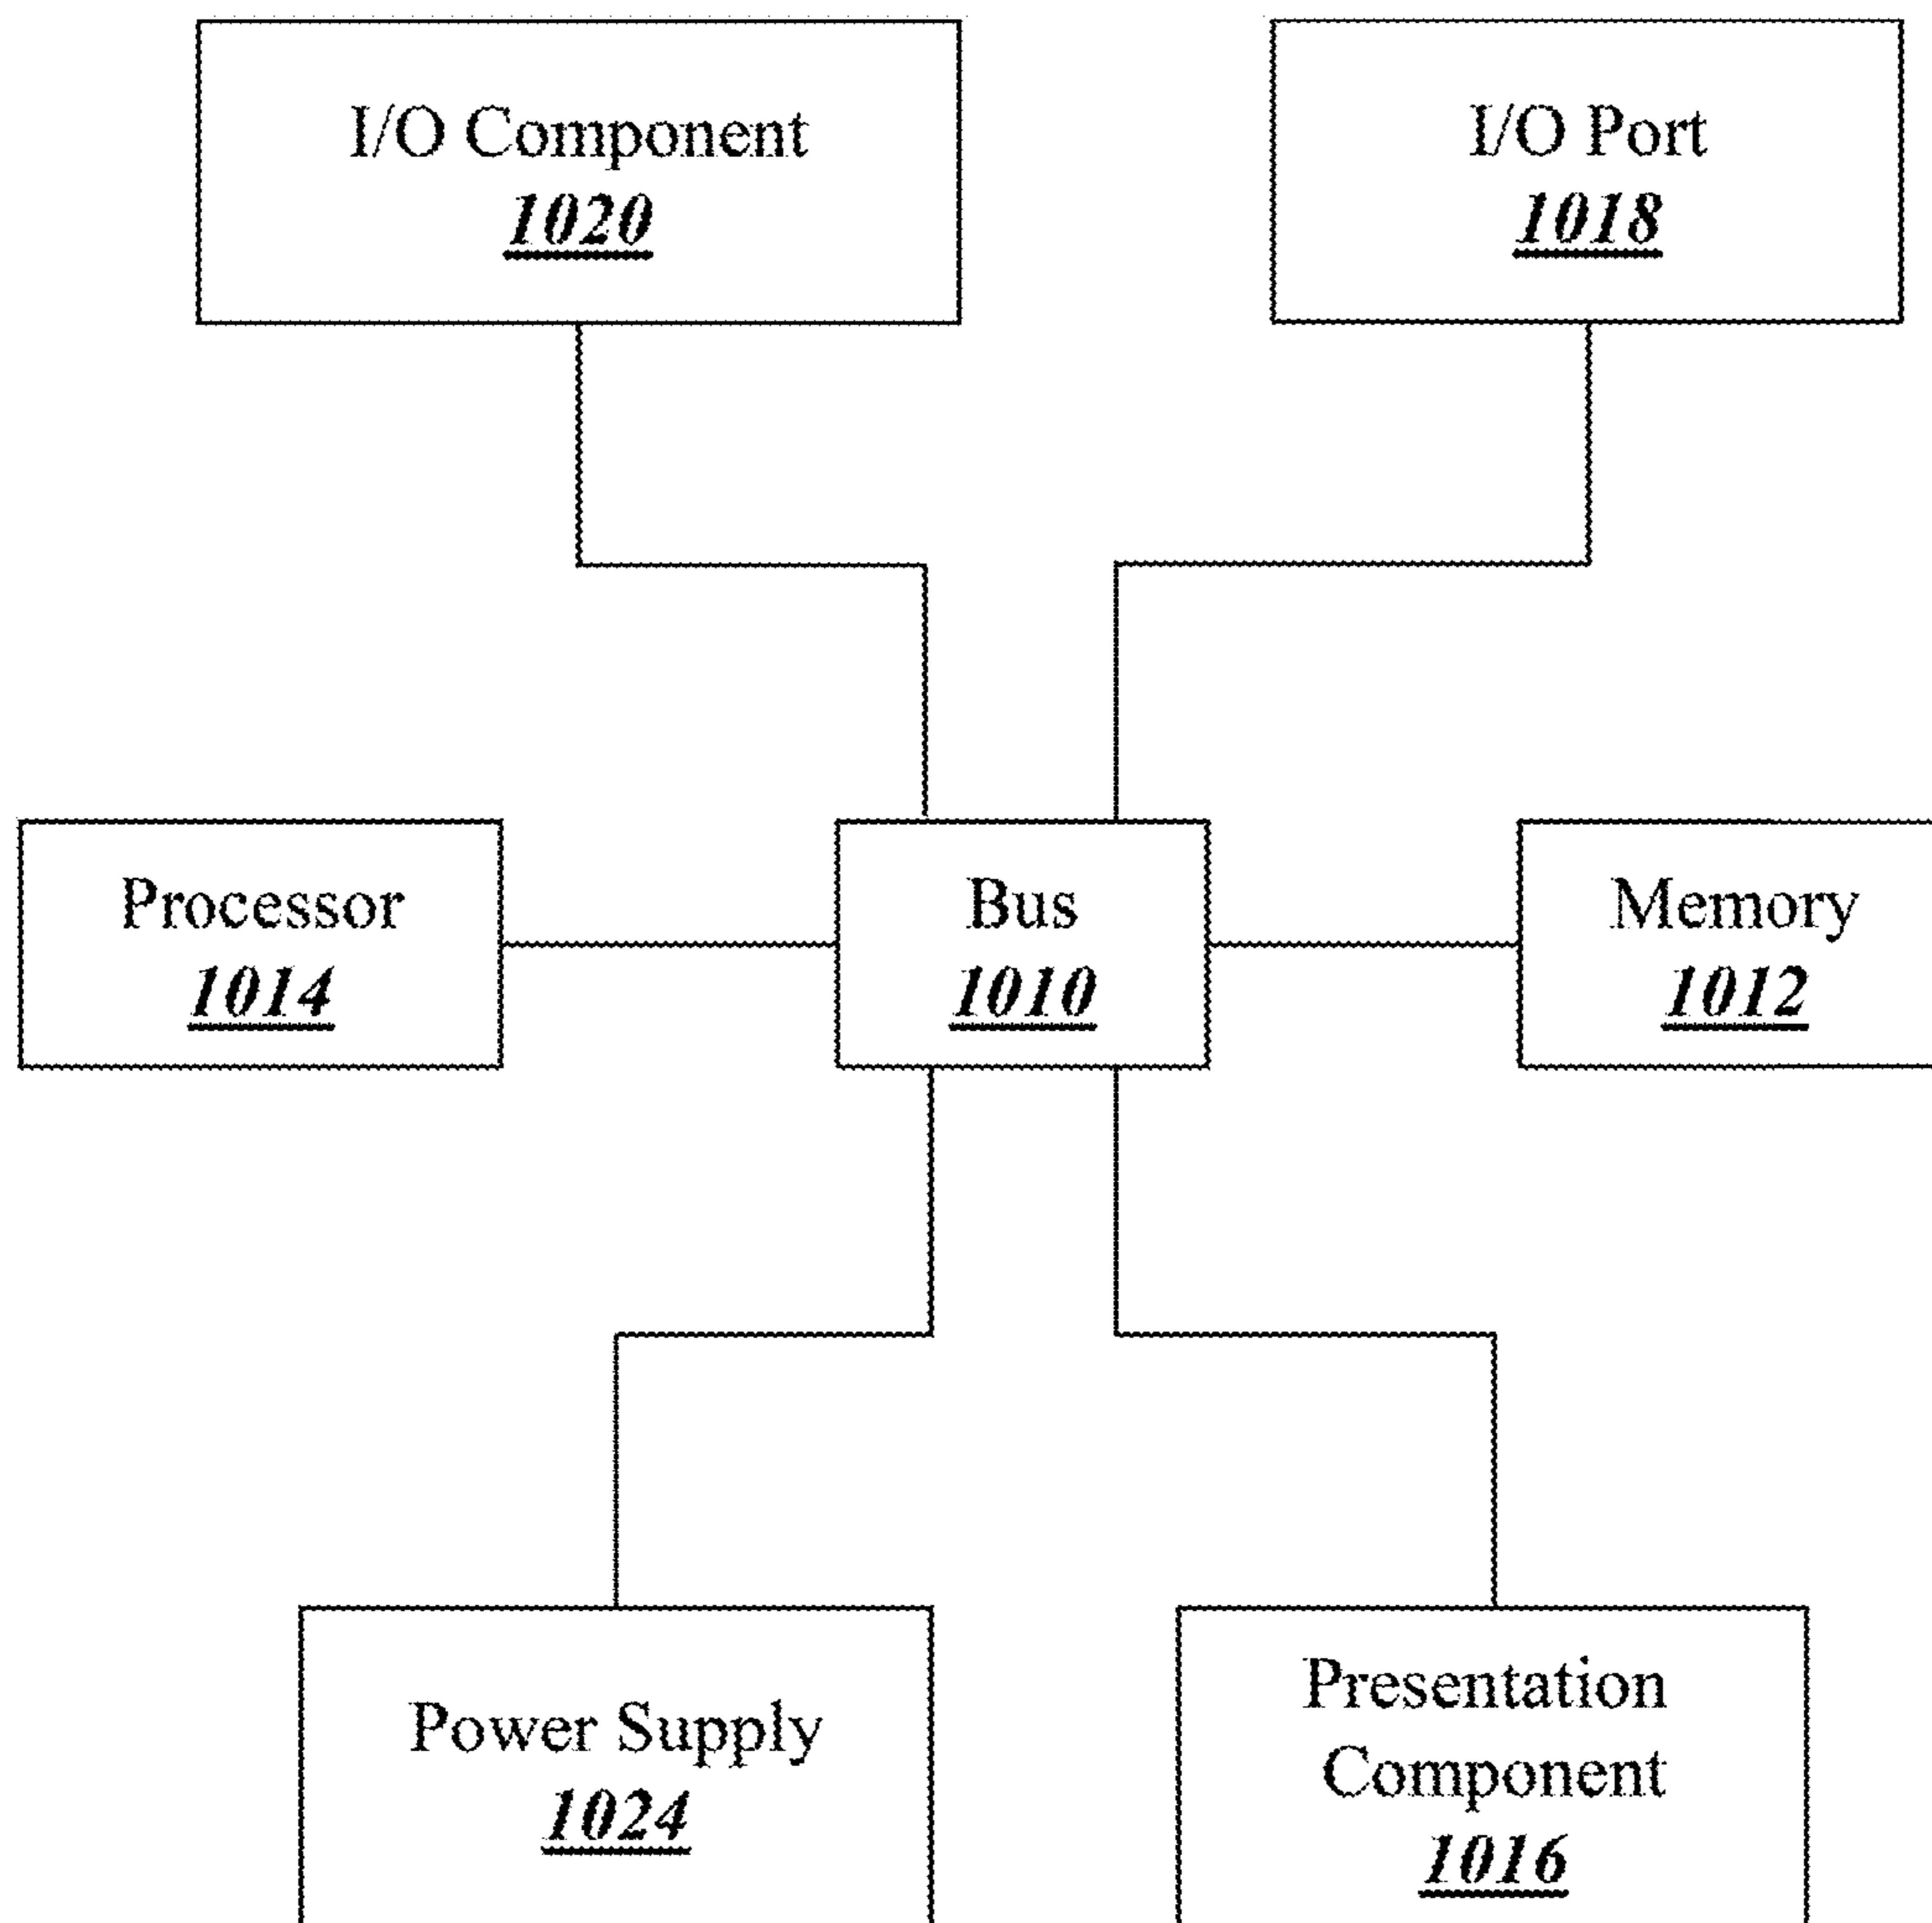 I/O Component
1020
I/O Port
1018
Processor
1014
Bus
1010
Memory
1012
Power Supply
1024
Presentation
Component
1016